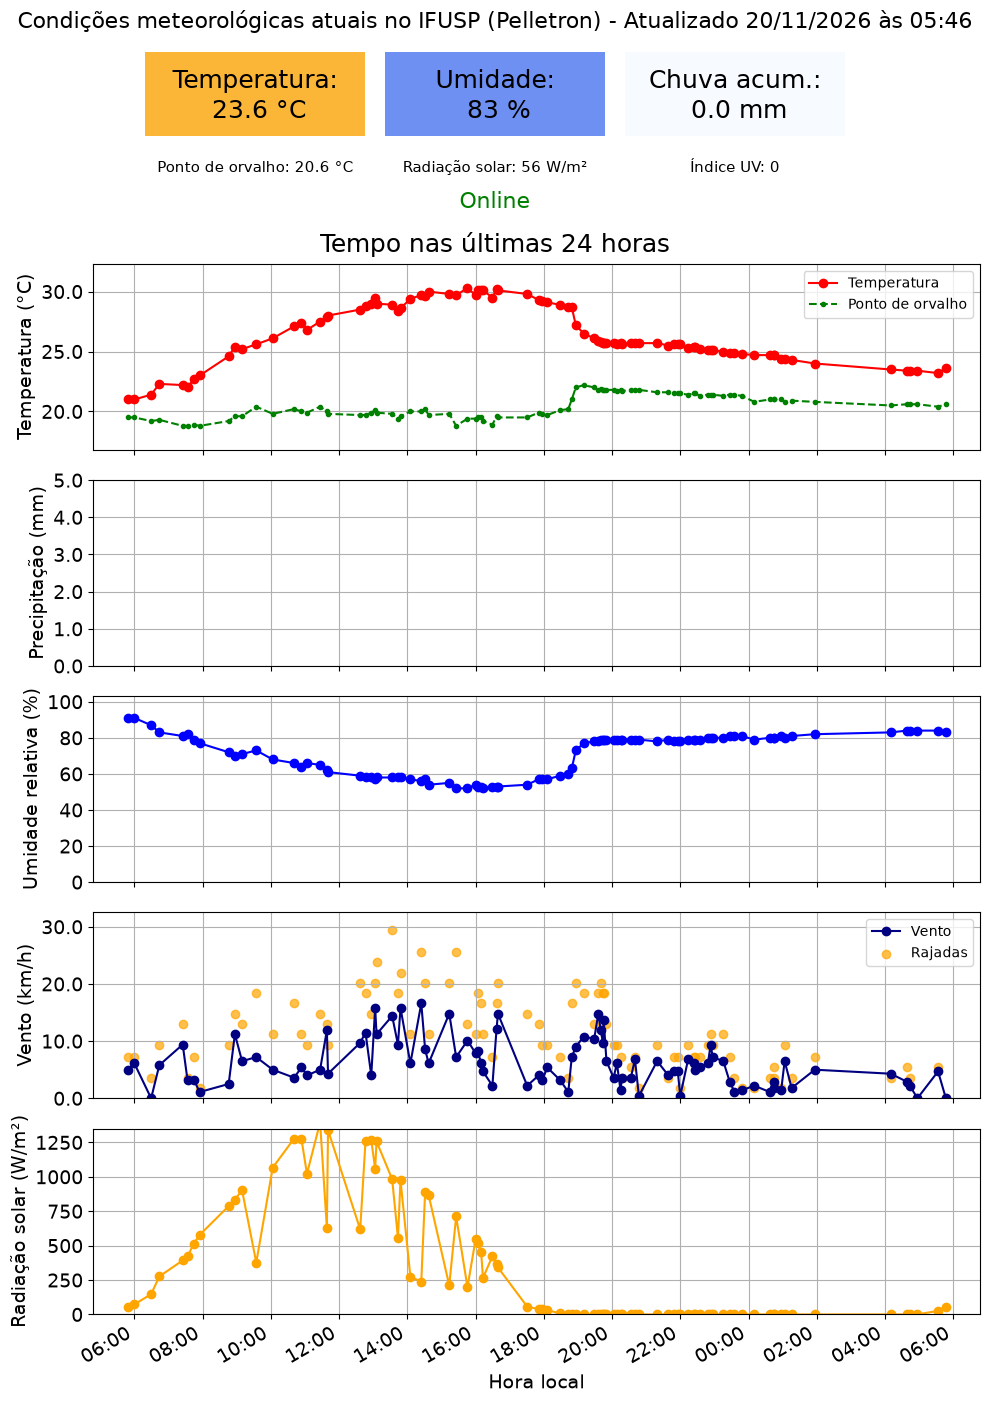 Condições meteorológicas atuais no IFUSP (Pelletron) - Atualizado 20/11/2026 às 05:46
Temperatura:
23.6 °C
Umidade:
83 %
Chuva acum.:
0.0 mm
Ponto de orvalho: 20.6 °C
Radiação solar: 56 W/m²
Índice UV: 0
Online
Tempo nas últimas 24 horas
Temperatura (°C)
30.0
25.0
20.0
Temperatura
Ponto de orvalho
Precipitação (mm)
5.0
4.0
3.0
2.0
1.0
0.0
Umidade relativa (%)
100
80
60
40
20
0
Vento (km/h)
30.0
20.0
10.0
0.0
Vento
Rajadas
Radiação solar (W/m²)
1250
1000
750
500
250
0
06:00
08:00
10:00
12:00
14:00
16:00
18:00
20:00
22:00
00:00
02:00
04:00
06:00
Hora local